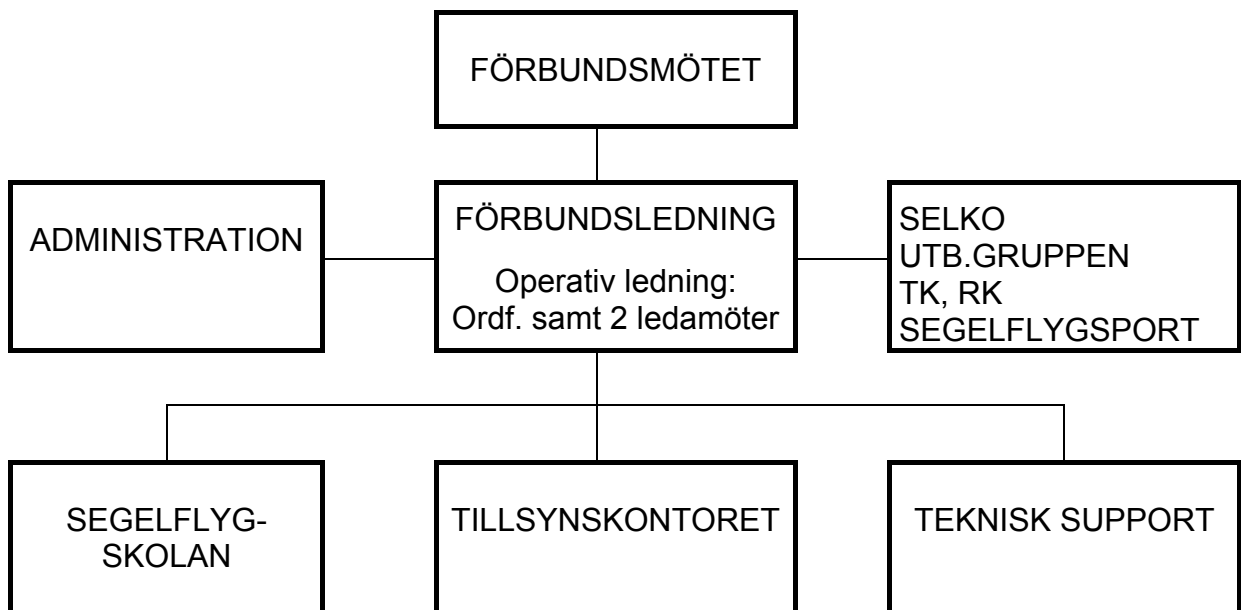 FÖRBUNDSMÖTET
ADMINISTRATION
FÖRBUNDSLEDNING
Operativ ledning:
Ordf. samt 2 ledamöter
SELKO
UTB.GRUPPEN
TK, RK
SEGELFLYGSPORT
SEGELFLYG-
SKOLAN
TILLSYNSKONTORET
TEKNISK SUPPORT